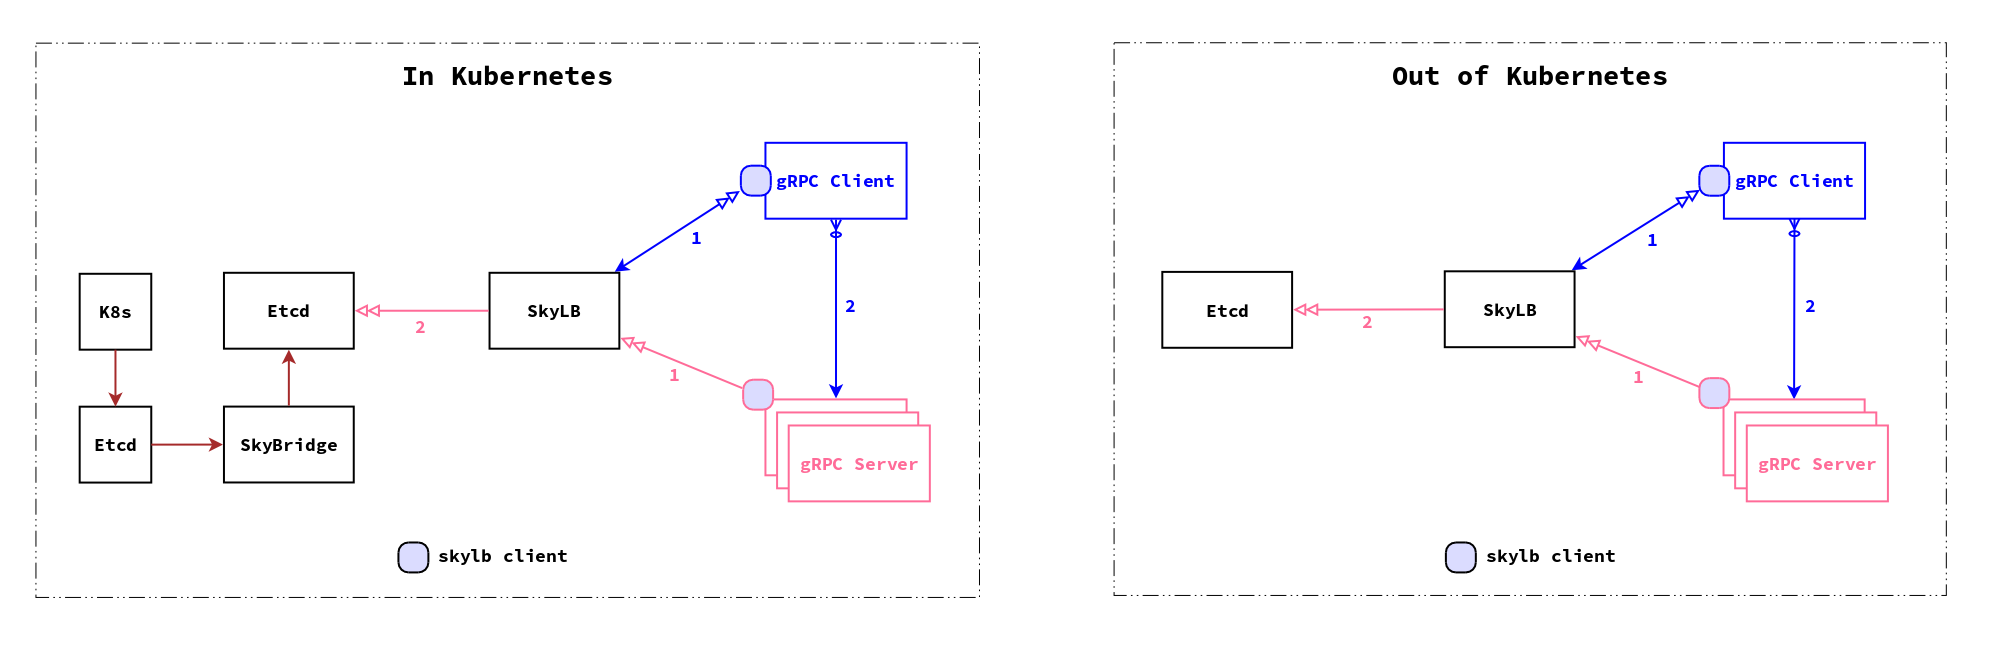 In Kubernetes
gRPC Client
1
K8s
Etcd
SkyLB
2
2
1
Etcd
SkyBridge
gRPC Server
skylb client
Out of Kubernetes
gRPC Client
1
Etcd
SkyLB
2
2
1
gRPC Server
skylb client